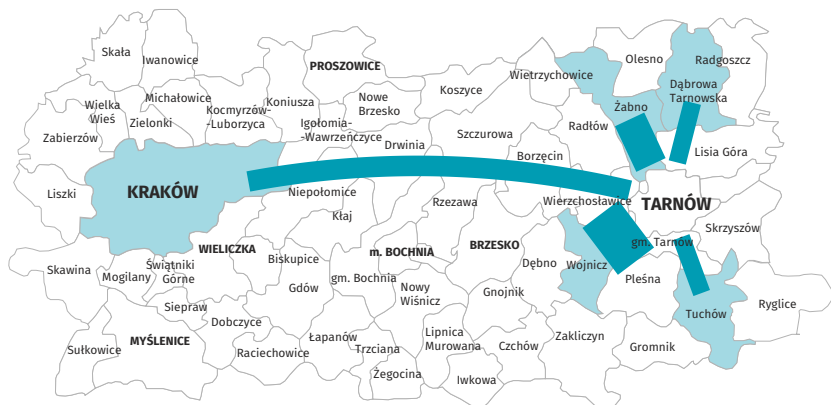 Skała
Iwanowice
PROSZOWICE
Olesno
Radgoszcz
Wietrzychowice
Koszyce
Dąbrowa
Tarnowska
Wielka
Wieś
Michałowice
Koniusza
Nowe
Brzesko
Żabno
Kocmyrzów-
Luborzyca
Zielonki
Igołomia-
Wawrzeńczyce
Szczurowa
Radłów
Zabierzów
Drwinia
Borzęcin
Lisia Góra
Liszki
KRAKÓW
Niepołomice
Rzezawa
Wierzchosławice
TARNÓW
Kłaj
Skrzyszów
WIELICZKA
Biskupice
m. BOCHNIA
BRZESKO
gm. Tarnów
Skawina
Mogilany
Świątniki
Górne
Gdów
gm. Bochnia
Dębno
Wojnicz
Pleśna
Nowy
Wiśnicz
Gnojnik
Ryglice
Siepraw
Dobczyce
Tuchów
MYŚLENICE
Łapanów
Lipnica
Murowana
Zakliczyn
Sułkowice
Raciechowice
Trzciana
Czchów
Gromnik
Żegocina
Iwkowa